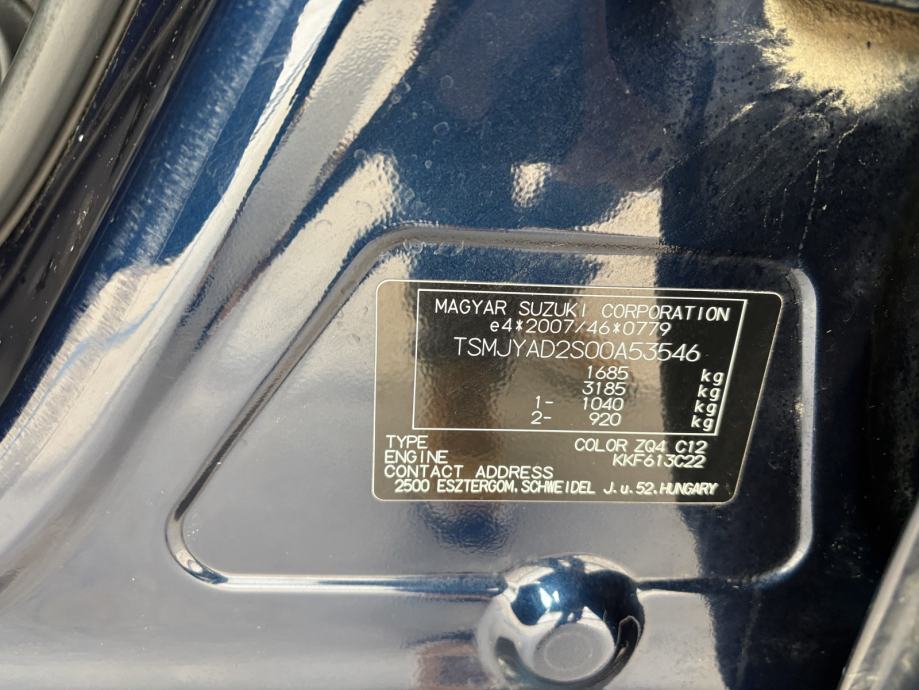 MAGYAR SUZUKI CORPORATION
e4*2007/46*0779
TSMJYAD2S00A53546
1685 kg
3185 kg
1- 1040 kg
2- 920 kg
TYPE COLOR ZQ4 C12
ENGINE KKF613C22
CONTACT ADDRESS
2500 ESZTERGOM, SCHWEIDEL J.u.52.HUNGARY